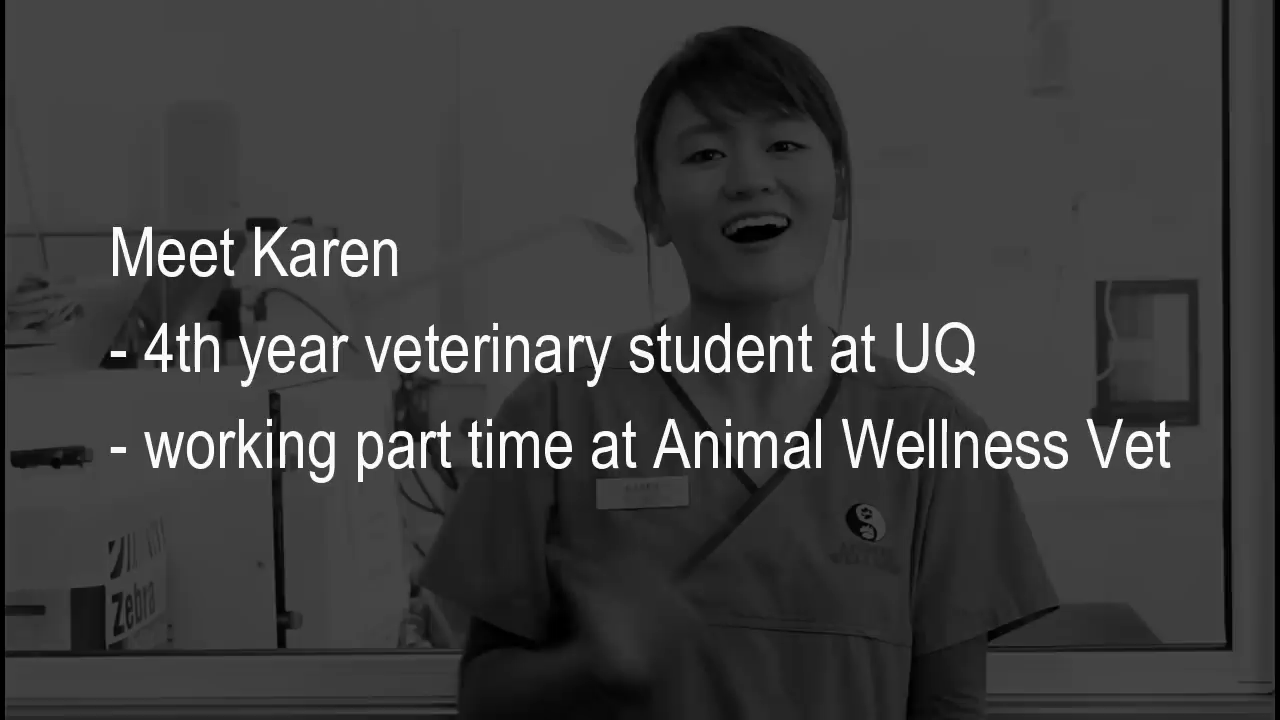 Meet Karen
- 4th year veterinary student at UQ
- working part time at Animal Wellness Vet
Zebra